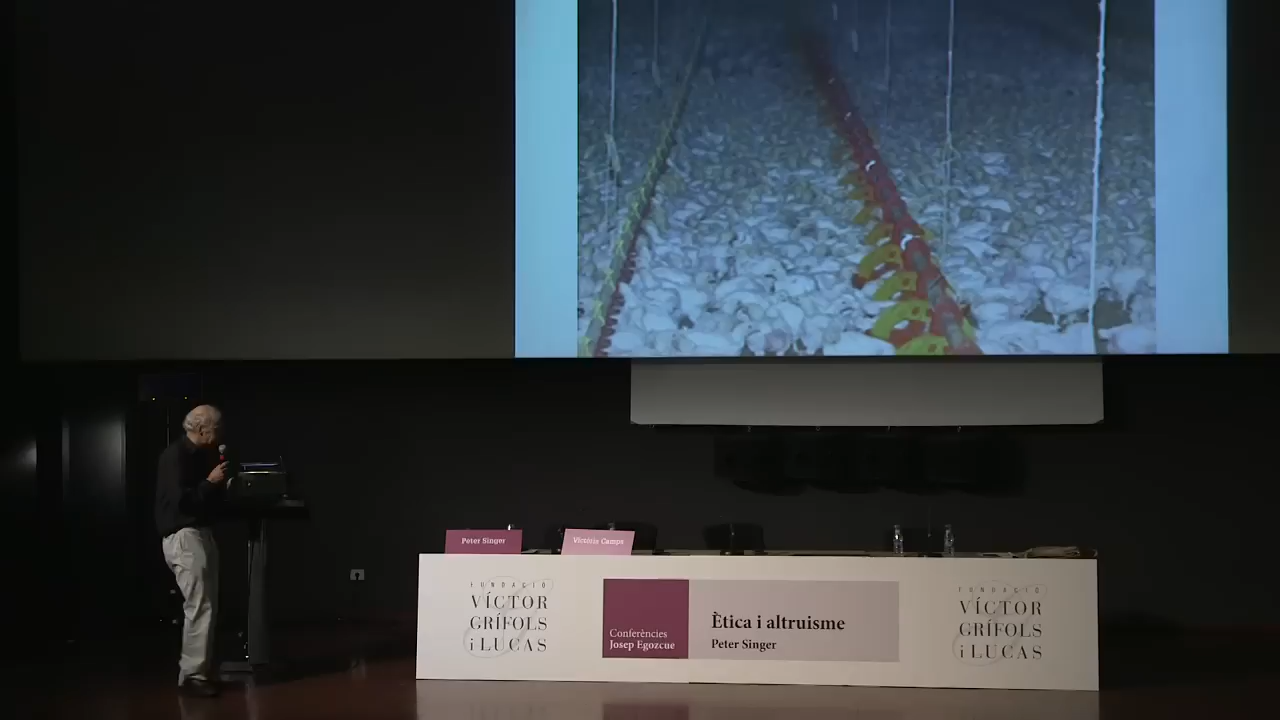 Peter Singer
Victòria Camps
FUNDACIÓ
VÍCTOR
GRÍFOLS
i LUCAS
Conferències
Josep Egozcue
Ètica i altruisme
Peter Singer
FUNDACIÓ
VÍCTOR
GRÍFOLS
i LUCAS